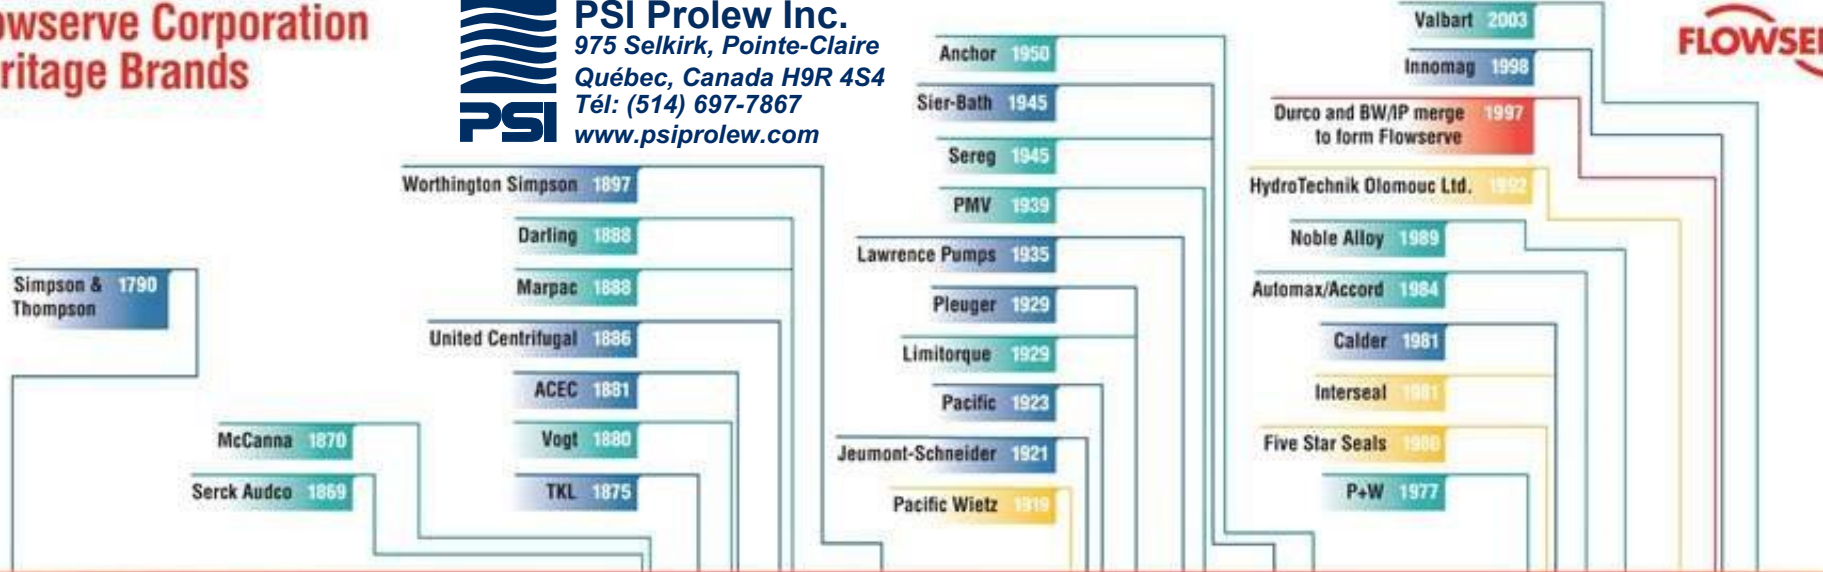 owserve Corporation
ritage Brands
PSI
PSI Prolew Inc.
975 Selkirk, Pointe-Claire
Québec, Canada H9R 4S4
Tél: (514) 697-7867
www.psiprolew.com
Simpson & 1790
Thompson
McCanna 1870
Serck Audco 1869
Worthington Simpson 1897
Darling 1888
Marpac 1888
United Centrifugal 1886
ACEC 1881
Vogt 1880
TKL 1875
Anchor 1950
Sier-Bath 1945
Sereg 1945
PMV 1939
Lawrence Pumps 1935
Pleuger 1929
Limitorque 1929
Pacific 1923
Jeumont-Schneider 1921
Pacific Wietz 1919
Valbart 2003
Innomag 1998
Durco and BW/IP merge 1997
to form Flowserve
HydroTechnik Olomouc Ltd. 1992
Noble Alloy 1989
Automax/Accord 1984
Calder 1981
Interseal 1981
Five Star Seals 1980
P+W 1977
FLOWSE